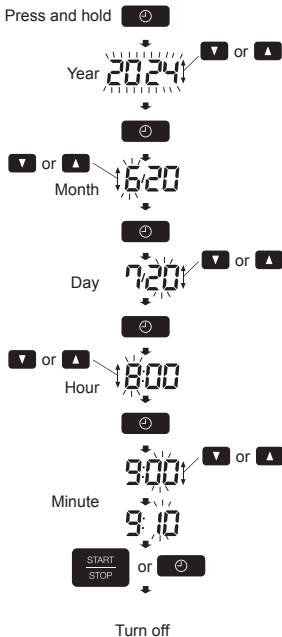 Press and hold
Year 2024 or
or
Month 6/20
Day 7/20 or
or
Hour 8:00
9:00 or
Minute
9:10
START
STOP or
Turn off